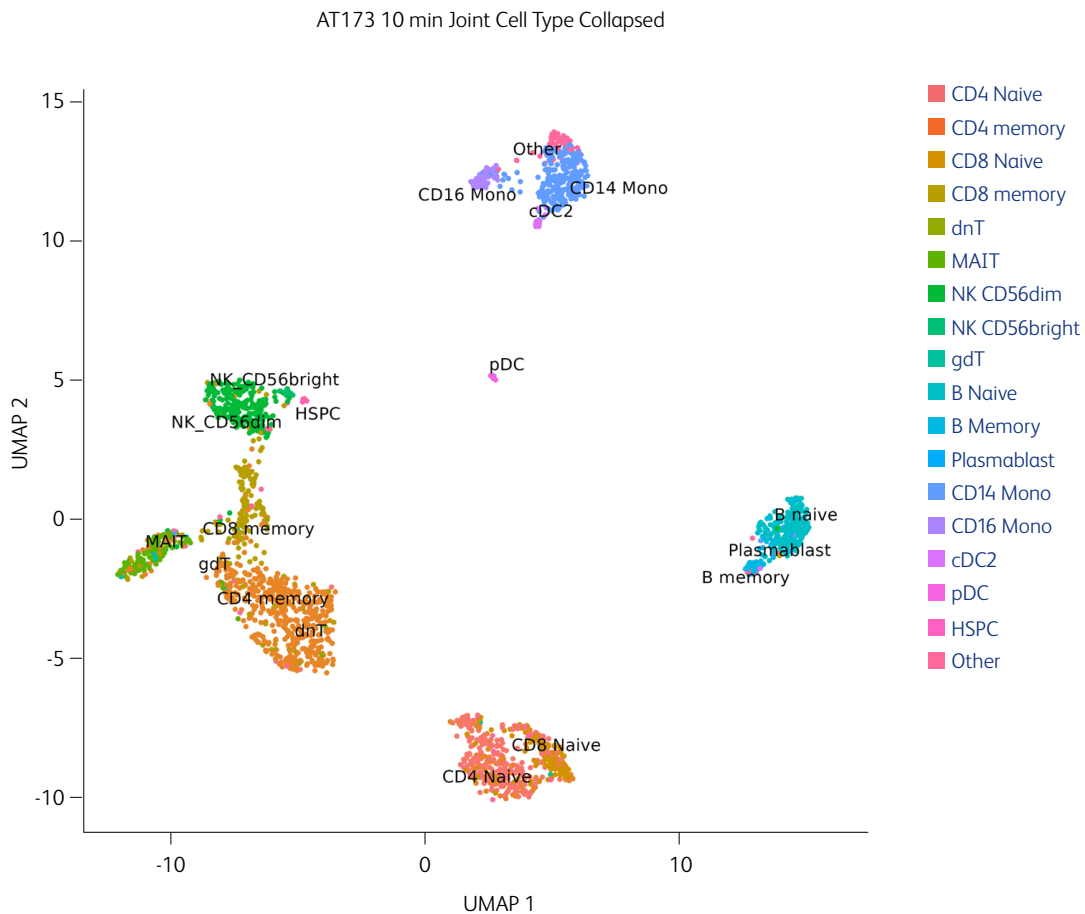 AT173 10 min Joint Cell Type Collapsed
15
10
5
0
-5
-10
UMAP 2
-10
0
10
UMAP 1
Other
CD16 Mono
CD14 Mono
cDC2
pDC
NK_CD56bright
HSPC
NK_CD56dim
CD8 memory
MAIT
gdT
CD4 memory
dnT
B naive
Plasmablast
B memory
CD8 Naive
CD4 Naive
CD4 Naive
CD4 memory
CD8 Naive
CD8 memory
dnT
MAIT
NK CD56dim
NK CD56bright
gdT
B Naive
B Memory
Plasmablast
CD14 Mono
CD16 Mono
cDC2
pDC
HSPC
Other